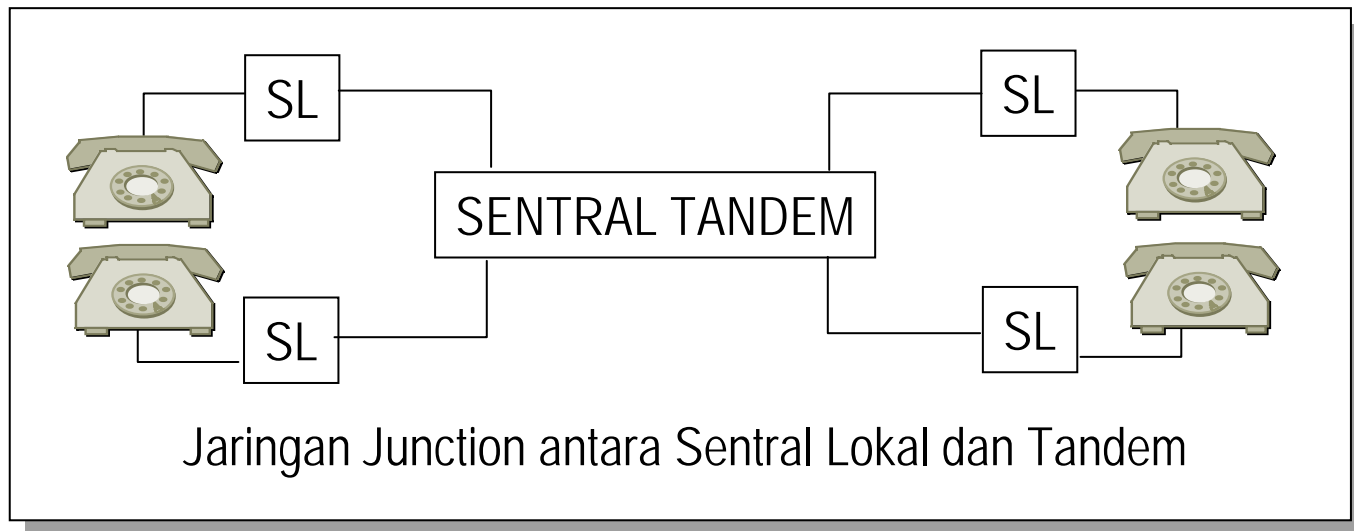 SL
SL
SENTRAL TANDEM
SL
SL
Jaringan Junction antara Sentral Lokal dan Tandem